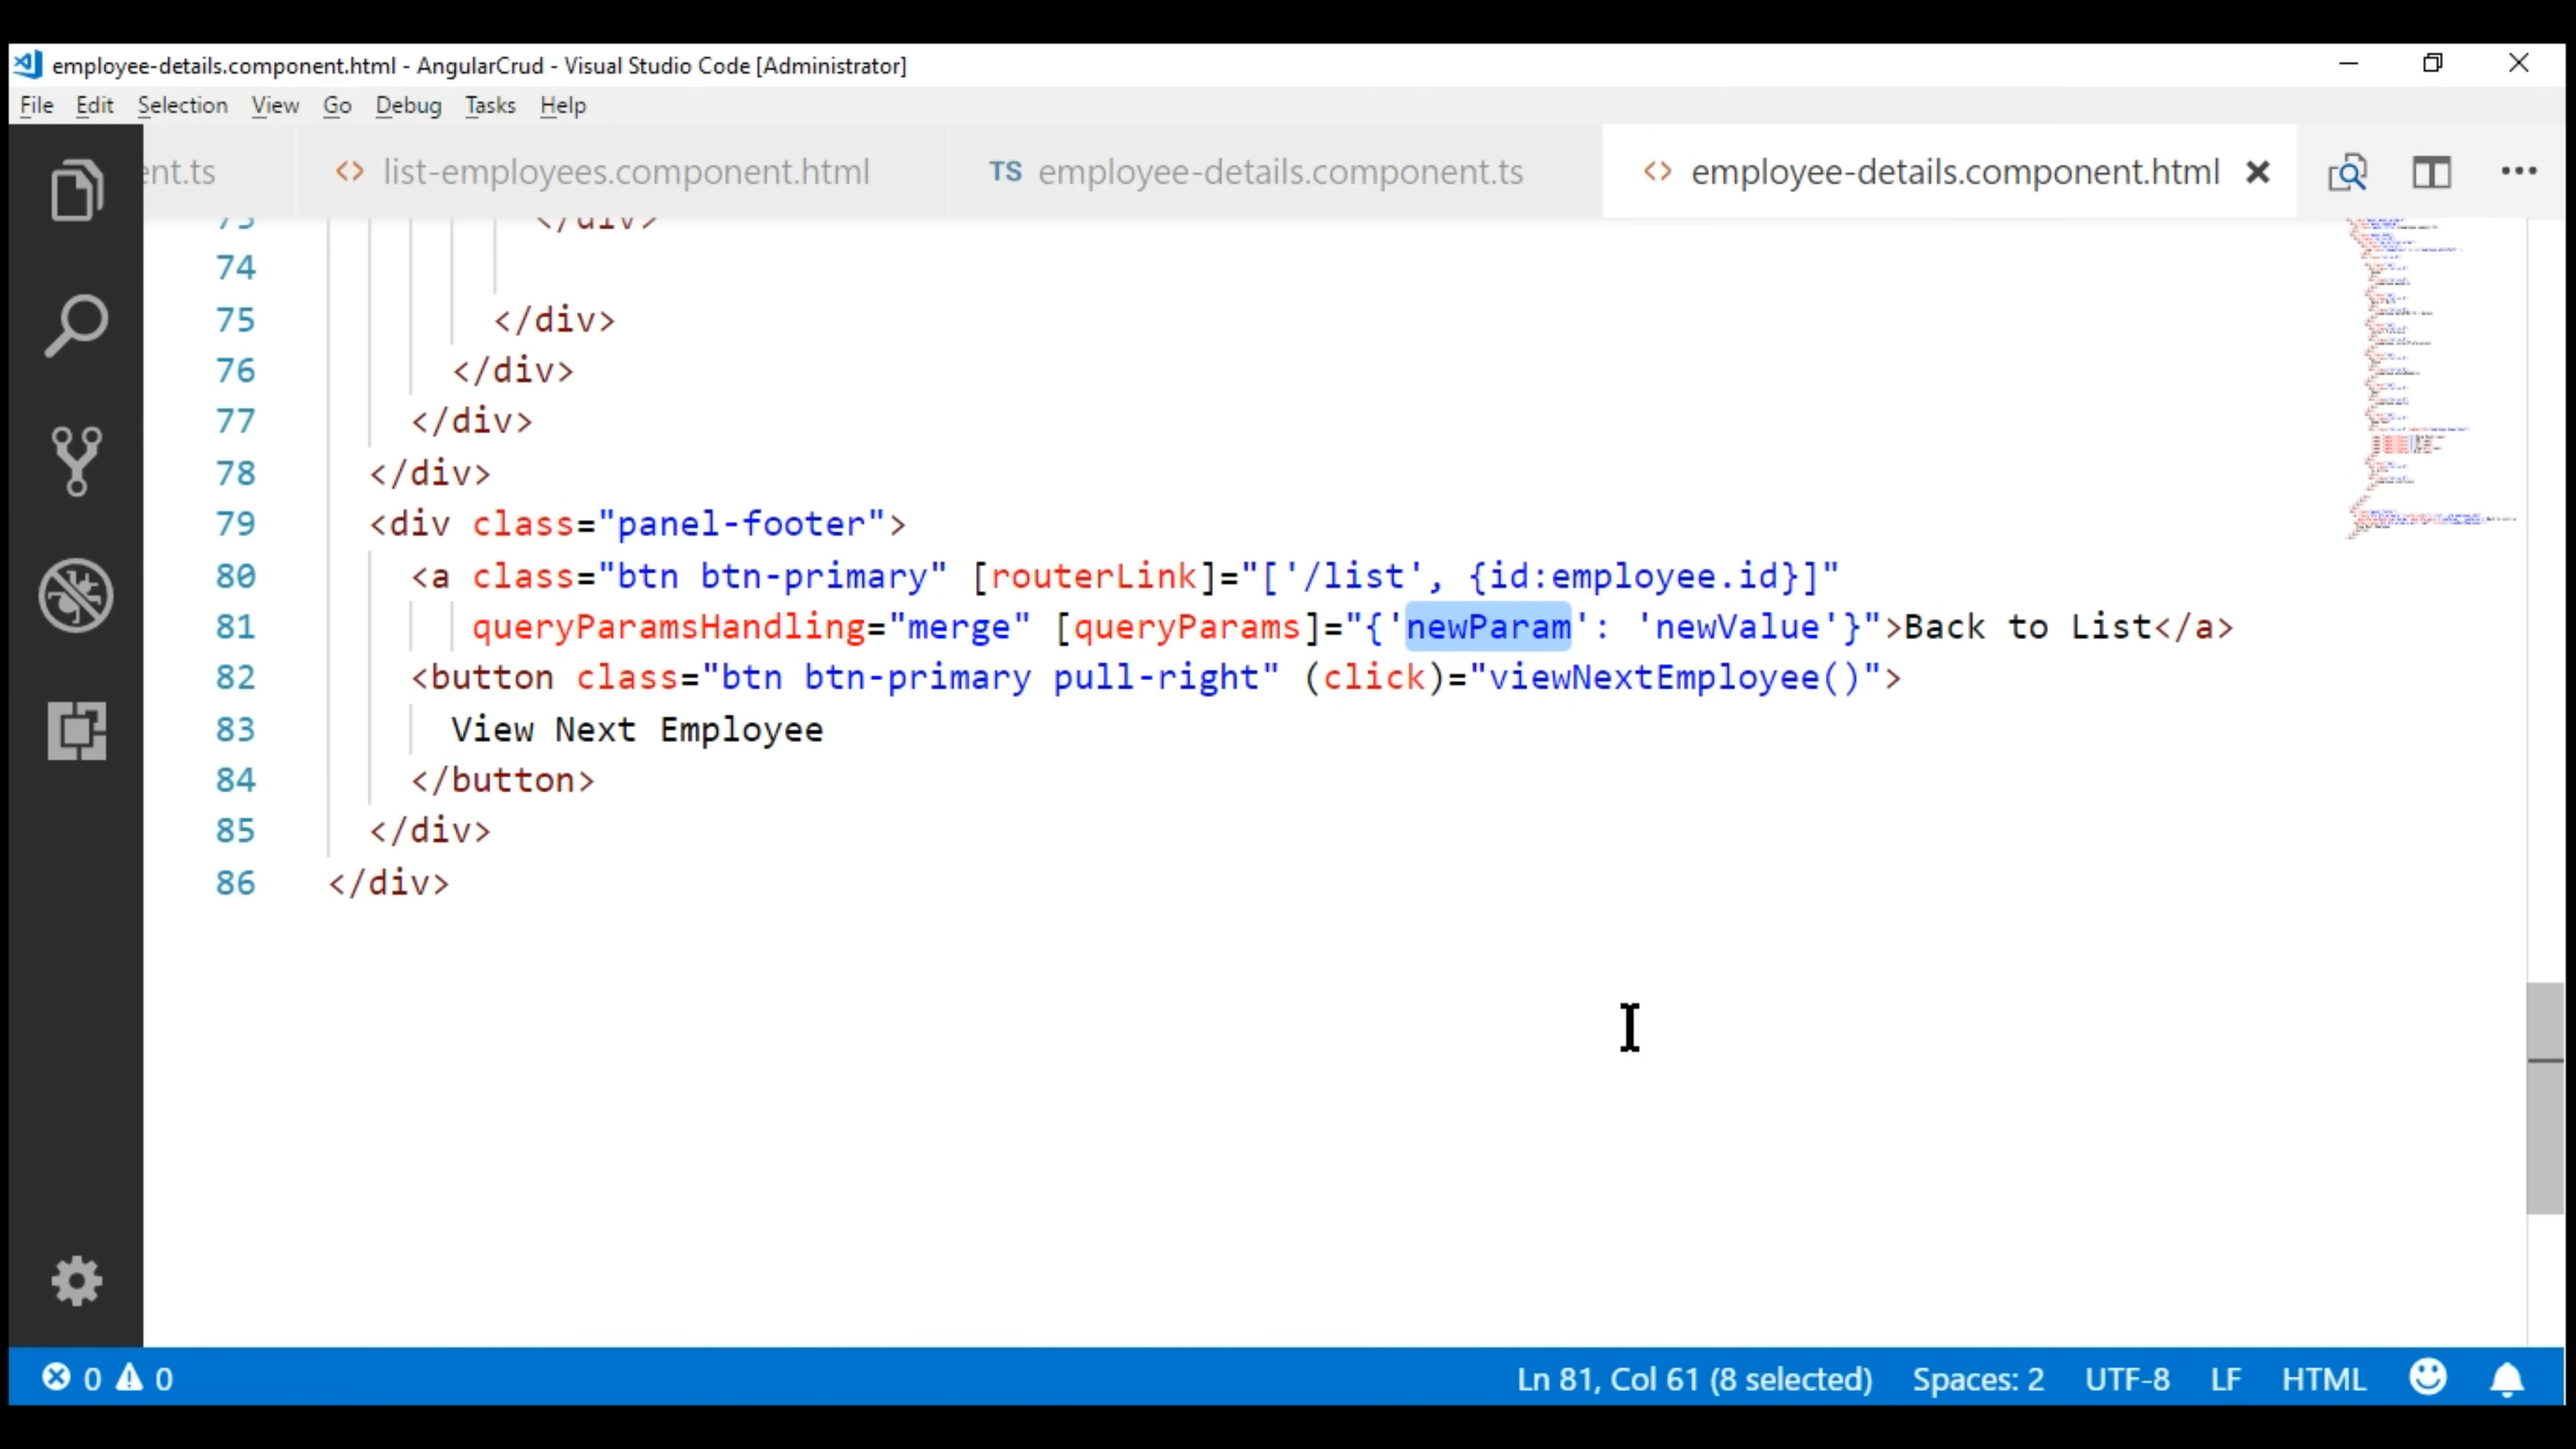 employee-details.component.html - AngularCrud - Visual Studio Code [Administrator]
File Edit Selection View Go Debug Tasks Help
ent.ts <> list-employees.component.html TS employee-details.component.ts <> employee-details.component.html
73 </div>
74
75 </div>
76 </div>
77 </div>
78 </div>
79 <div class="panel-footer">
80 <a class="btn btn-primary" [routerLink]="['/list', {id:employee.id}]"
81 queryParamsHandling="merge" [queryParams]="{'newParam': 'newValue'}">Back to List</a>
82 <button class="btn btn-primary pull-right" (click)="viewNextEmployee()">
83 View Next Employee
84 </button>
85 </div>
86 </div>
0 0 Ln 81, Col 61 (8 selected) Spaces: 2 UTF-8 LF HTML